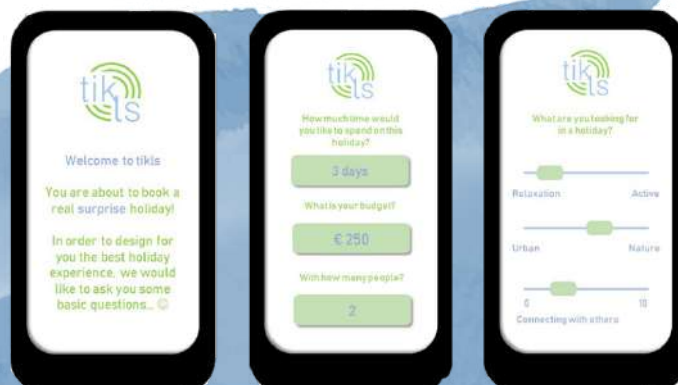 tikls
Welcome to tikls
You are about to book a
real surprise holiday!
In order to design for
you the best holiday
experience, we would
like to ask you some
basic questions... ☺
tikls
How much time would
you like to spend on this
holiday?
3 days
What is your budget?
€ 250
With how many people?
2
tikls
What are you looking for
in a holiday?
Relaxation Active
Urban Nature
0 10
Connecting with others